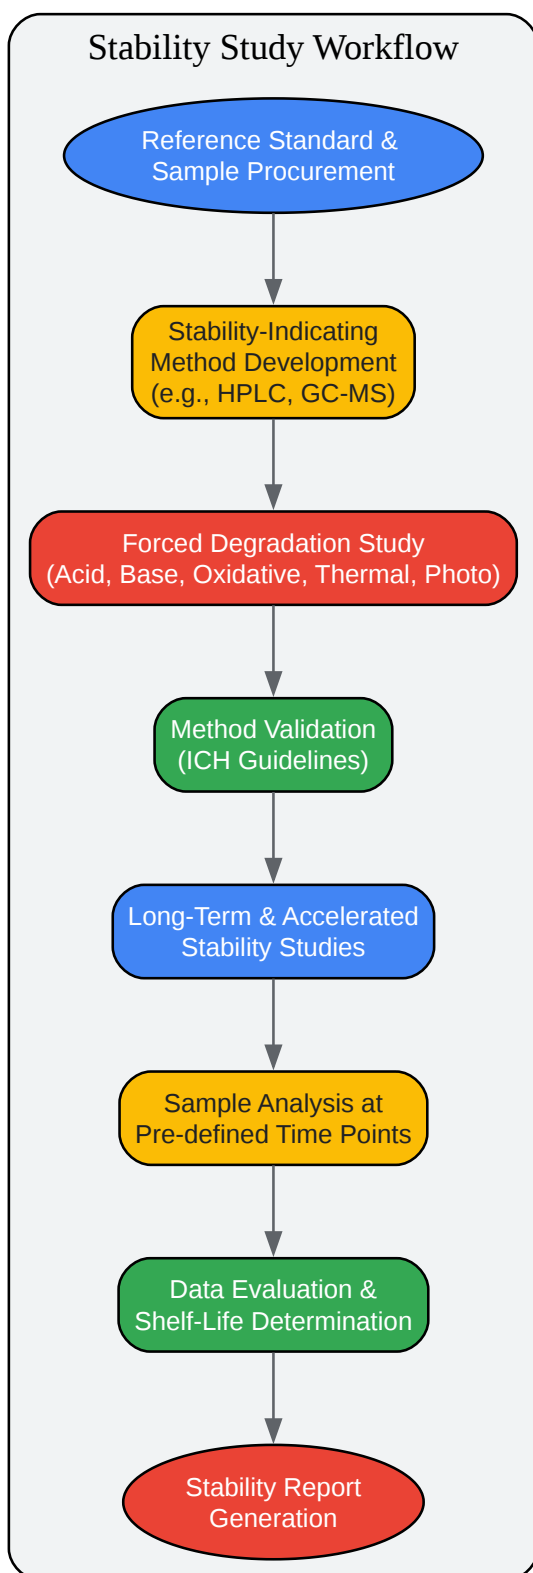 Stability Study Workflow
Reference Standard &
Sample Procurement
Stability-Indicating
Method Development
(e.g., HPLC, GC-MS)
Forced Degradation Study
(Acid, Base, Oxidative, Thermal, Photo)
Method Validation
(ICH Guidelines)
Long-Term & Accelerated
Stability Studies
Sample Analysis at
Pre-defined Time Points
Data Evaluation &
Shelf-Life Determination
Stability Report
Generation